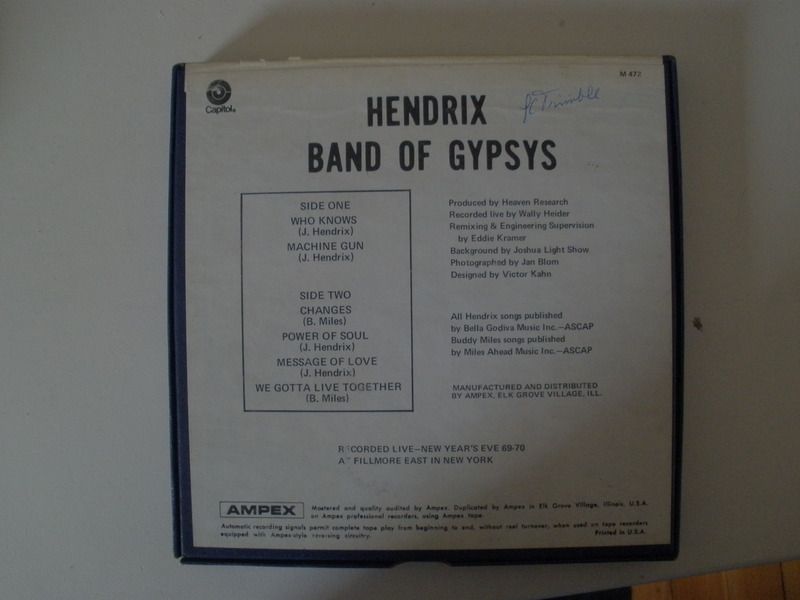 M 472
Capitol®
PC Trimble
HENDRIX
BAND OF GYPSYS
SIDE ONE
WHO KNOWS
(J. Hendrix)
MACHINE GUN
(J. Hendrix)
SIDE TWO
CHANGES
(B. Miles)
POWER OF SOUL
(J. Hendrix)
MESSAGE OF LOVE
(J. Hendrix)
WE GOTTA LIVE TOGETHER
(B. Miles)
Produced by Heaven Research
Recorded live by Wally Heider
Remixing & Engineering Supervision
by Eddie Kramer
Background by Joshua Light Show
Photographed by Jan Blom
Designed by Victor Kahn
All Hendrix songs published
by Bella Godiva Music Inc.—ASCAP
Buddy Miles songs published
by Miles Ahead Music Inc.—ASCAP
MANUFACTURED AND DISTRIBUTED
BY AMPEX, ELK GROVE VILLAGE, ILL.
RECORDED LIVE—NEW YEAR'S EVE 69-70
AT FILLMORE EAST IN NEW YORK
AMPEX
Mastered and quality audited by Ampex. Duplicated by Ampex in Elk Grove Village, Illinois, U.S.A.
on Ampex professional recorders, using Ampex tape.
Automatic recording signals permit complete tape play from beginning to end, without reel turnover, when used on tape recorders
equipped with Ampex-style reversing circuitry.
Printed in U.S.A.